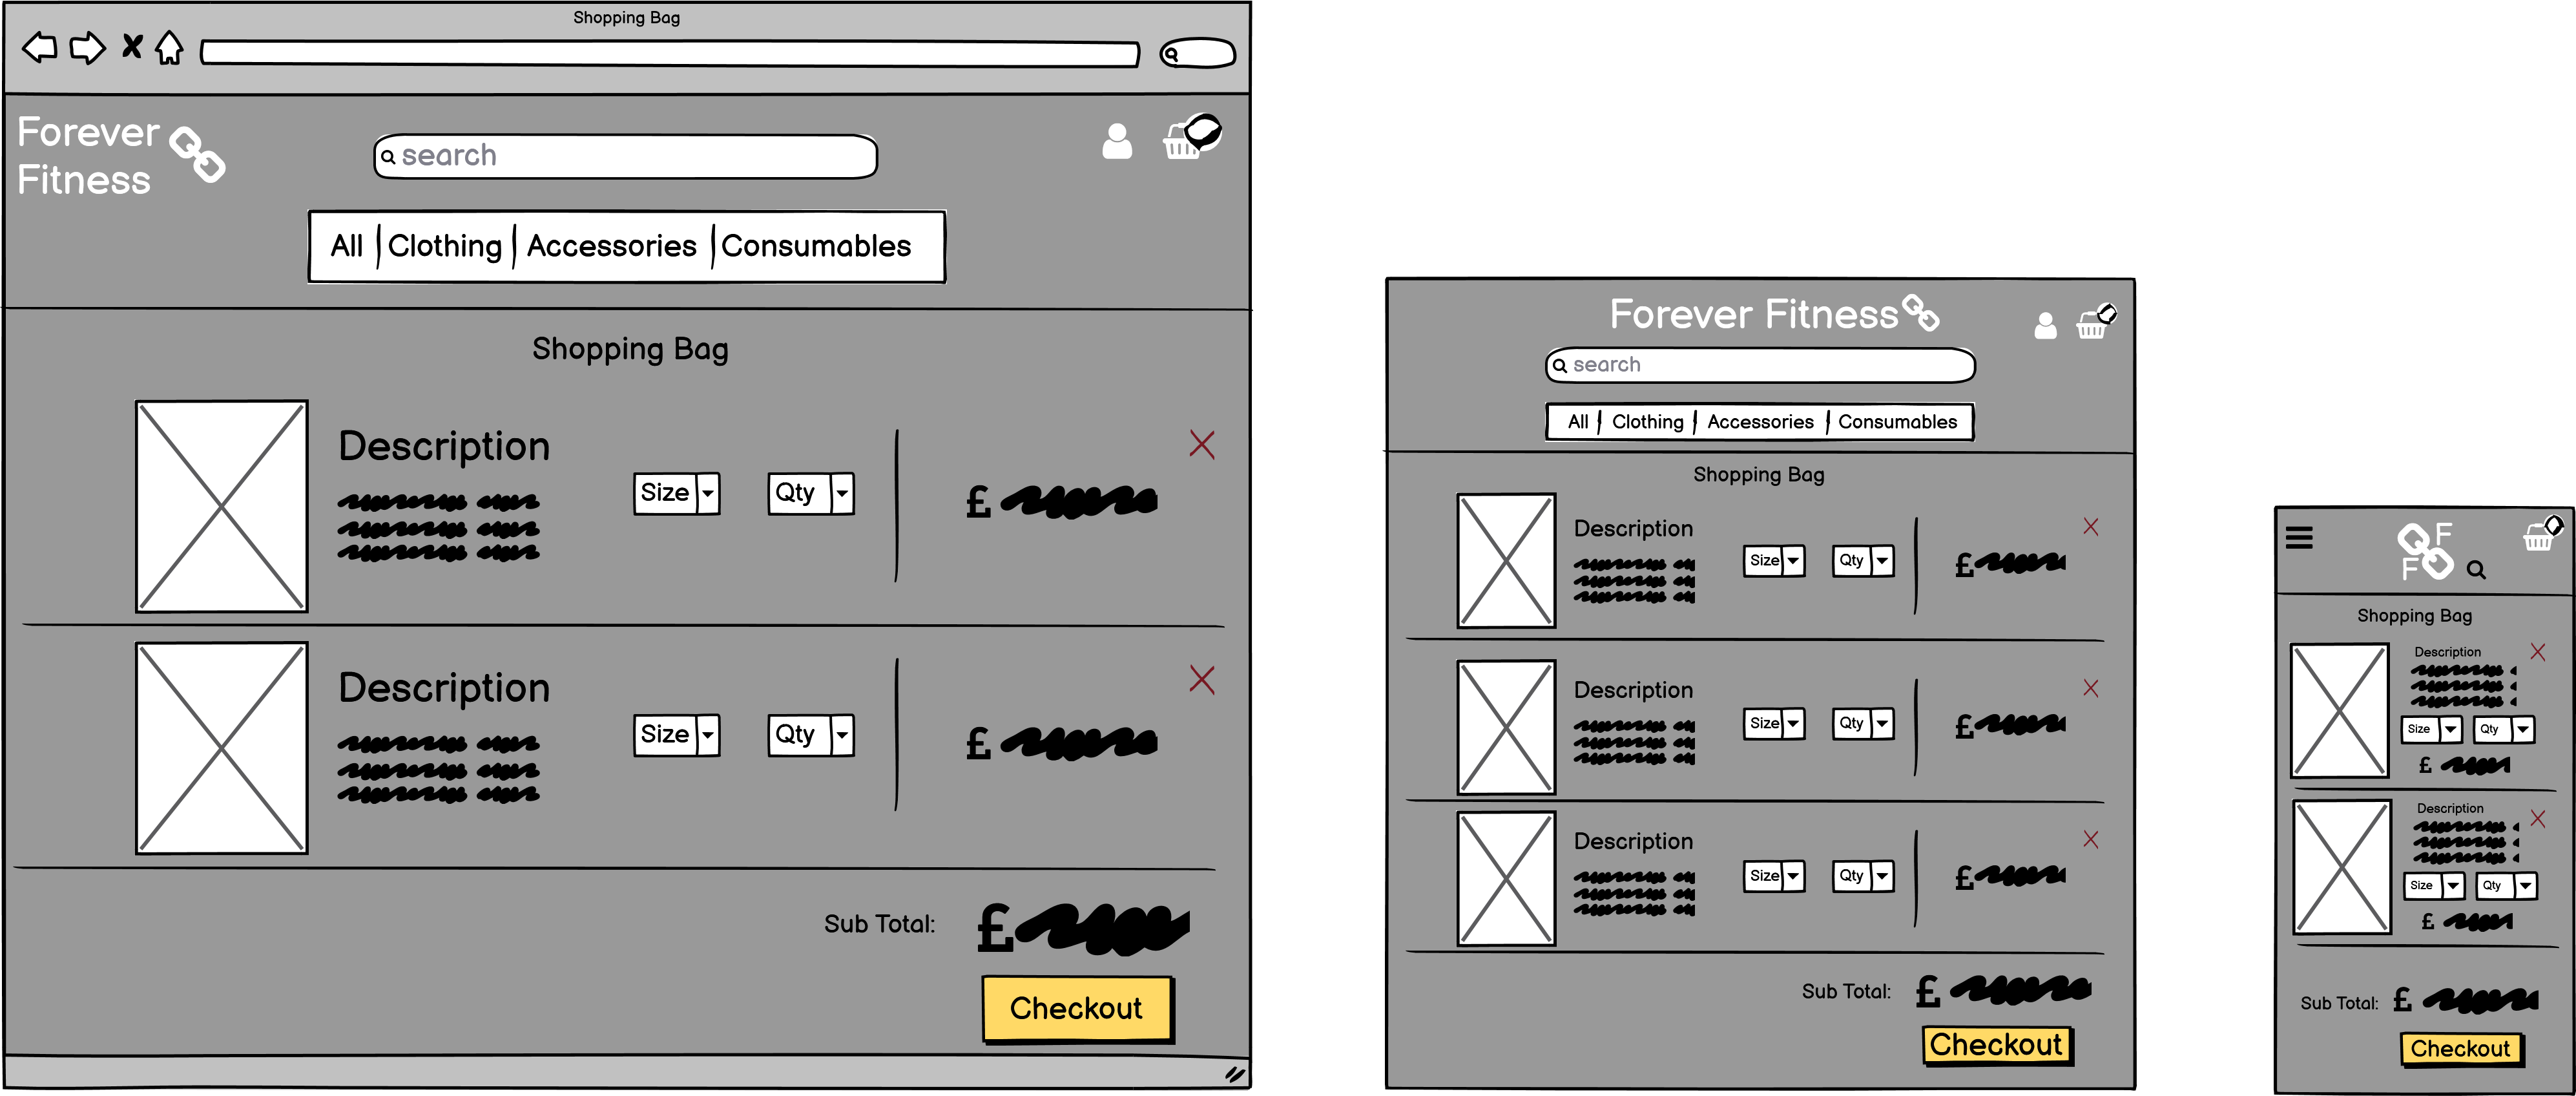 Shopping Bag
Forever
Fitness
search
All Clothing Accessories Consumables
Shopping Bag
Description
Size Qty £
Description
Size Qty £
Sub Total: £
Checkout
Forever Fitness
search
All Clothing Accessories Consumables
Shopping Bag
Description
Size Qty £
Description
Size Qty £
Description
Size Qty £
Sub Total: £
Checkout
F
F
Shopping Bag
Description
Size Qty
£
Description
Size Qty
£
Sub Total: £
Checkout